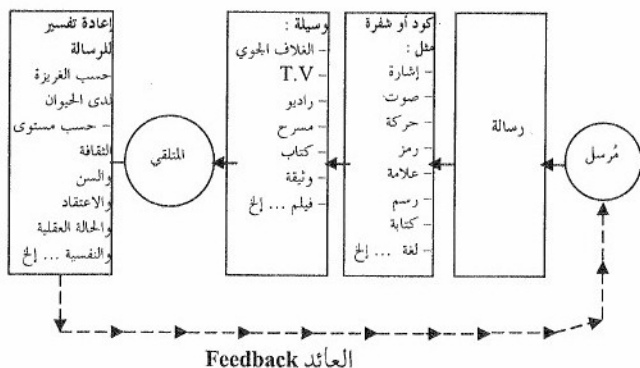 مُرسل
رسالة
كود أو شفرة
مثل :
– إشارة
– صوت
– حركة
– رمز
– علامة
– رسم
– كتابة
– لغة ... إلخ
وسيلة :
– الغلاف الجوي
– T.V
– راديو
– مسرح
– كتاب
– وثيقة
– فيلم ... إلخ
المتلقي
إعادة تفسير
للرسالة
حسب الغريزة
لدى الحيوان
– حسب مستوى
الثقافة
والسن
والاعتقاد
والحالة العقلية
والنفسية ... إلخ
العائد Feedback